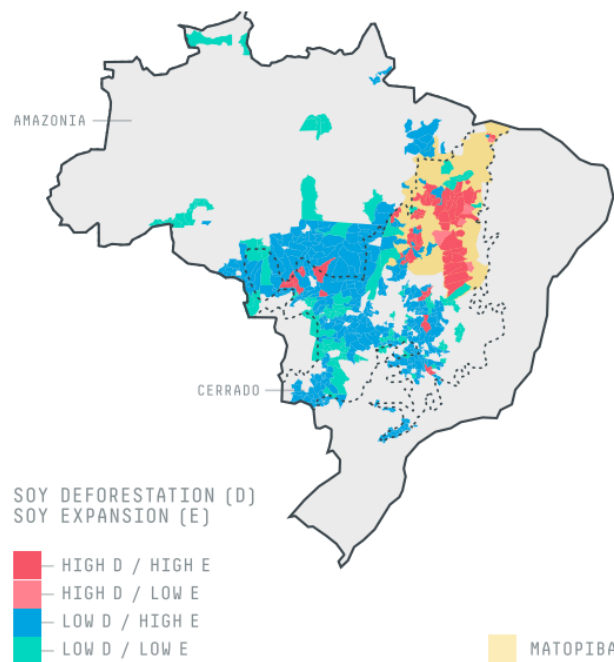 AMAZONIA
CERRADO
SOY DEFORESTATION (D)
SOY EXPANSION (E)
HIGH D / HIGH E
HIGH D / LOW E
LOW D / HIGH E
LOW D / LOW E
MATOPIBA